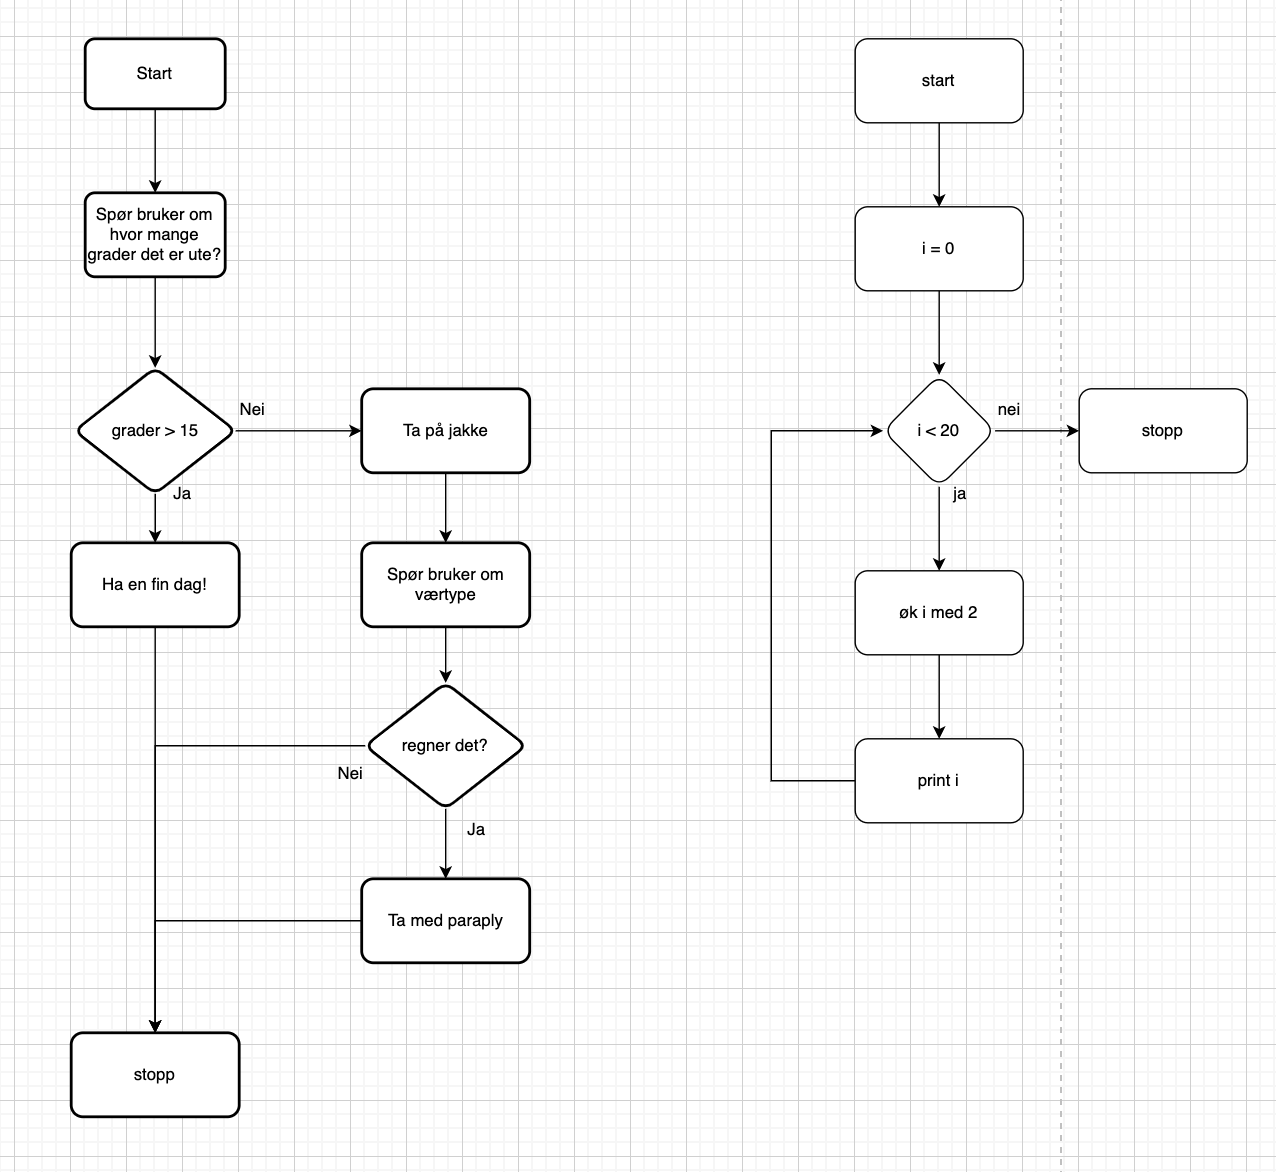 Start
Spør bruker om
hvor mange
grader det er ute?
grader > 15
Nei
Ta på jakke
Ja
Ha en fin dag!
Spør bruker om
værtype
regner det?
Nei
Ja
Ta med paraply
stopp
start
i = 0
i < 20
nei
stopp
ja
øk i med 2
print i